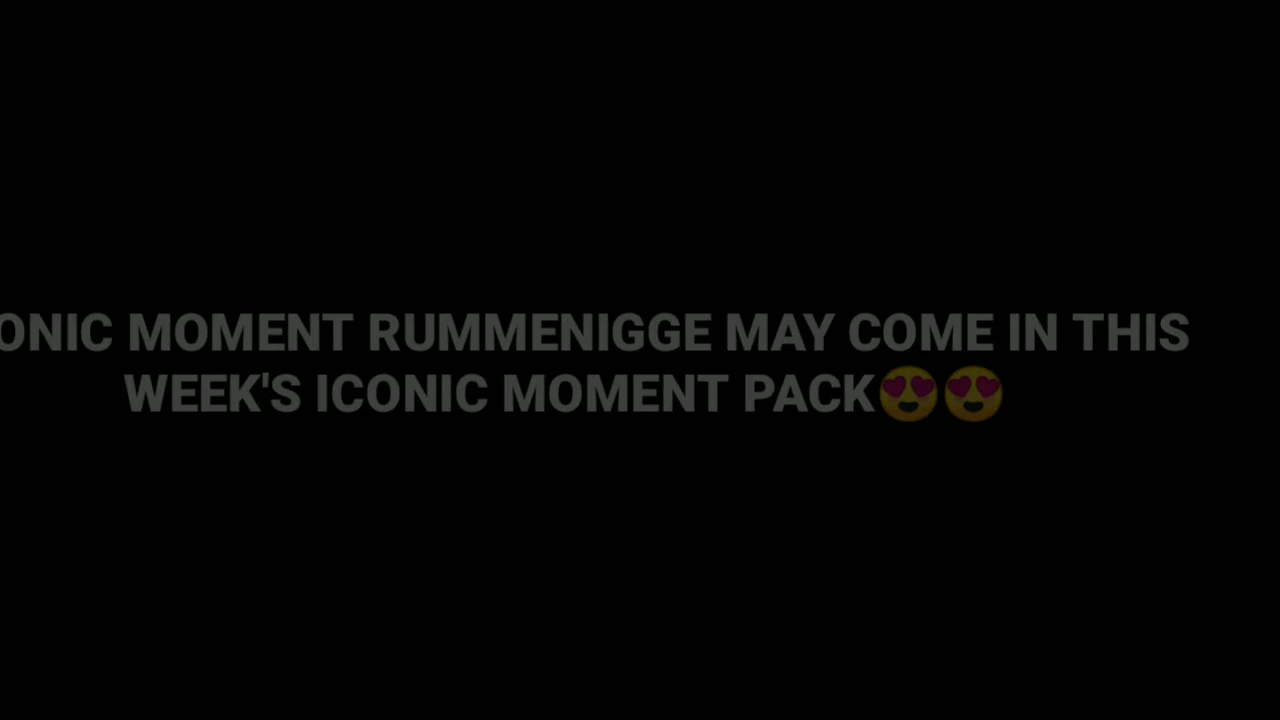 ONIC MOMENT RUMMENIGGE MAY COME IN THIS
WEEK'S ICONIC MOMENT PACK😍😍